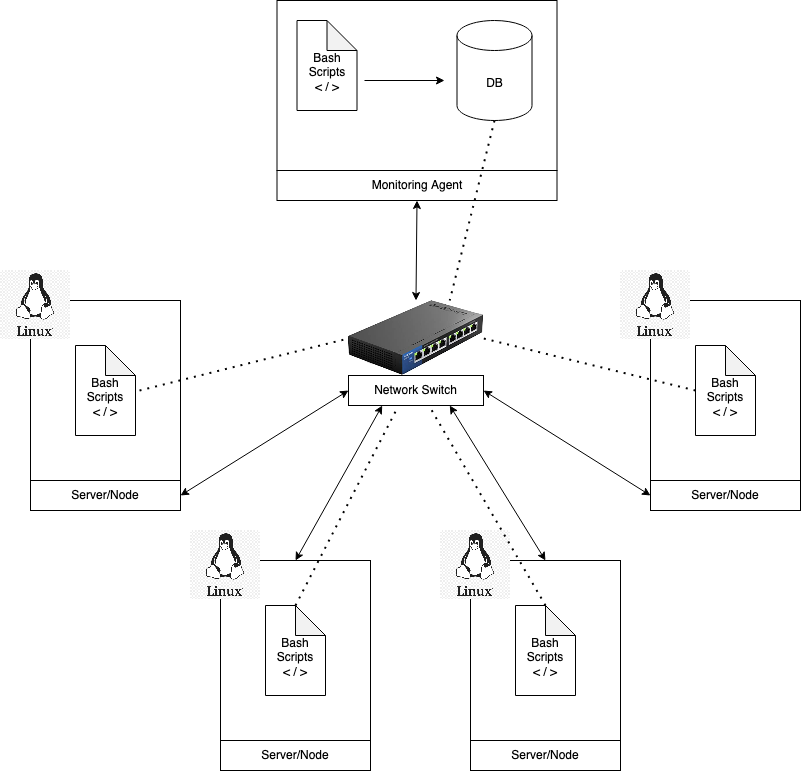 Bash
Scripts
</>
DB
Monitoring Agent
Linux
Linux
Bash
Scripts
</>
Network Switch
Bash
Scripts
</>
Server/Node
Server/Node
Linux
Linux
Bash
Scripts
</>
Bash
Scripts
</>
Server/Node
Server/Node